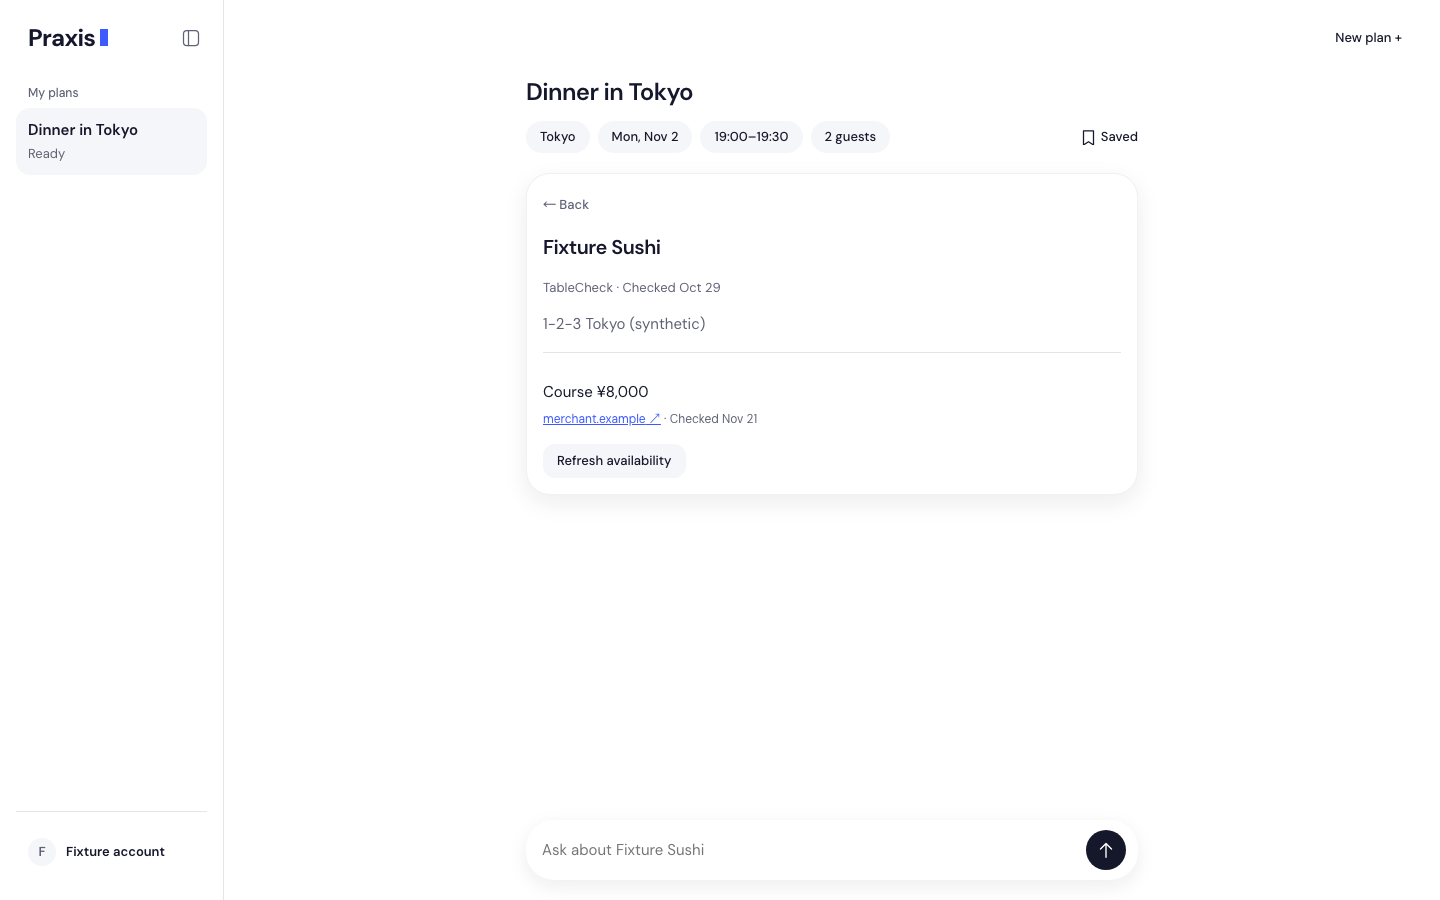 Praxis
New plan +
My plans
Dinner in Tokyo
Ready
Dinner in Tokyo
Tokyo
Mon, Nov 2
19:00–19:30
2 guests
Saved
← Back
Fixture Sushi
TableCheck · Checked Oct 29
1-2-3 Tokyo (synthetic)
Course ¥8,000
merchant.example ↗ · Checked Nov 21
Refresh availability
Ask about Fixture Sushi
F
Fixture account